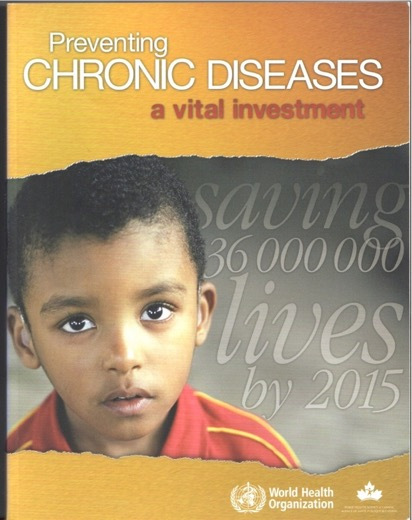 Preventing
CHRONIC DISEASES
a vital investment
saving
36 000 000
lives
by 2015
World Health
Organization